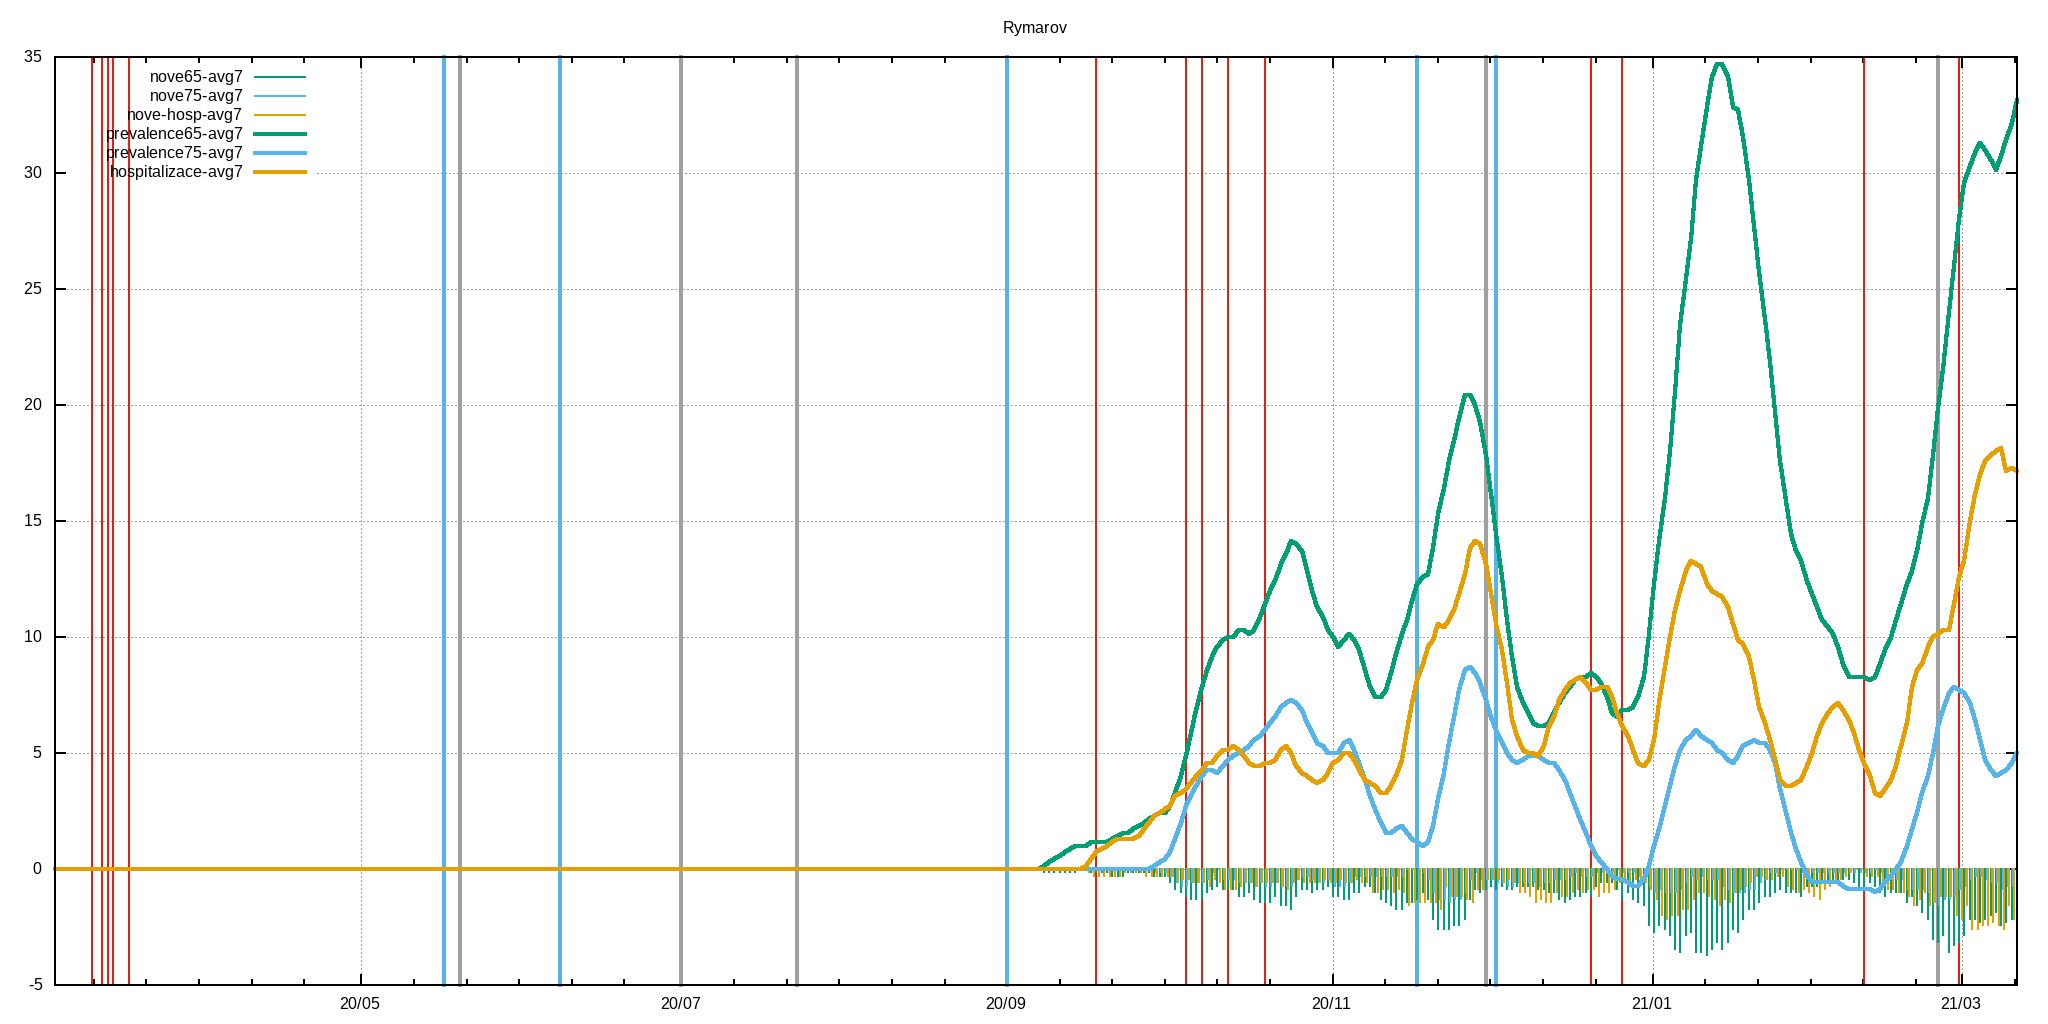 Rymarov
35
nove65-avg7
nove75-avg7
nove-hosp-avg7
prevalence65-avg7
prevalence75-avg7
hospitalizace-avg7
30
25
20
15
10
5
0
-5
20/05 20/07 20/09 20/11 21/01 21/03